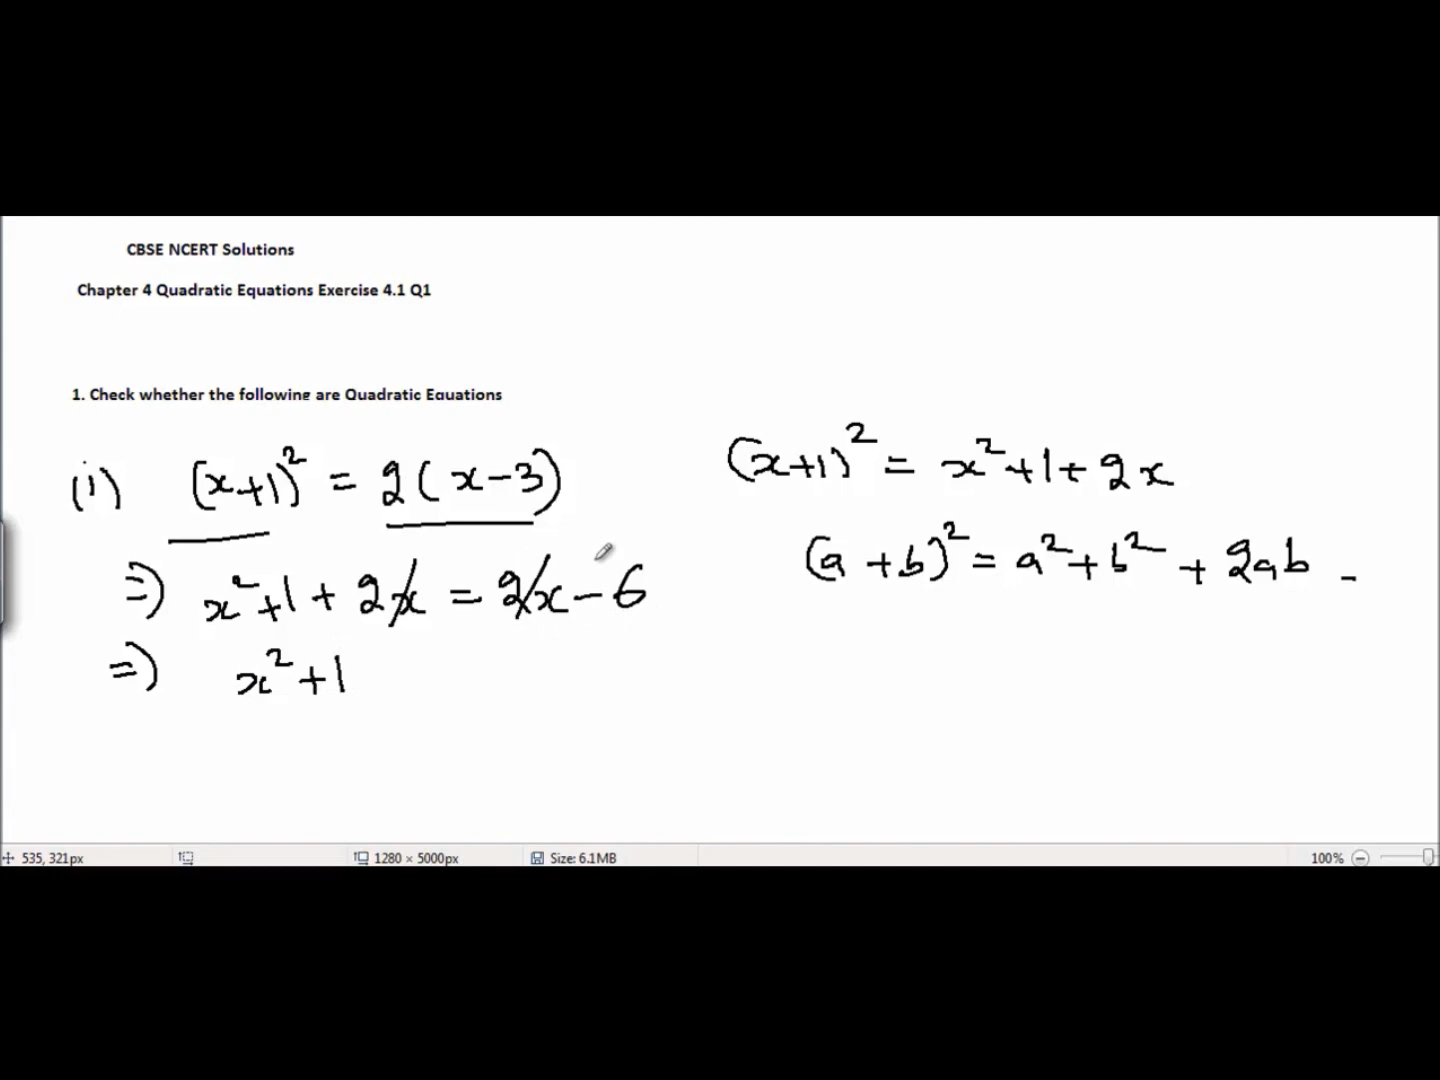 CBSE NCERT Solutions
Chapter 4 Quadratic Equations Exercise 4.1 Q1
1. Check whether the following are Quadratic Equations
(i) (x+1)² = 2(x-3)
⇒ x²+1+2x = 2x-6
⇒ x²+1
(x+1)² = x²+1+2x
(a+b)² = a²+b²+2ab -
535, 321px
1280 × 5000px
Size: 6.1MB
100%